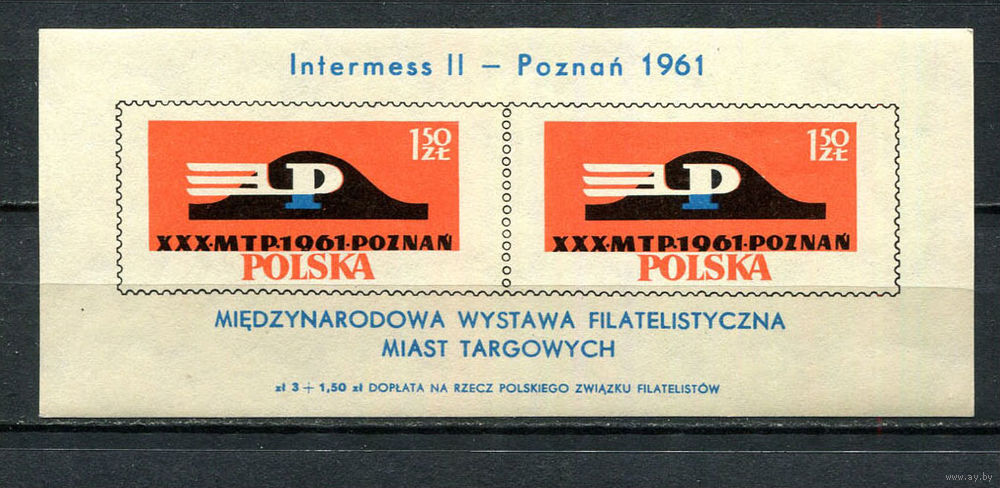 Intermess II – Poznań 1961
1 50 ZŁ
P
XXX·MTP·1961·POZNAŃ
POLSKA
1 50 ZŁ
P
XXX·MTP·1961·POZNAŃ
POLSKA
MIĘDZYNARODOWA WYSTAWA FILATELISTYCZNA
MIAST TARGOWYCH
zł 3 + 1,50 zł DOPŁATA NA RZECZ POLSKIEGO ZWIĄZKU FILATELISTÓW
www.ay.by